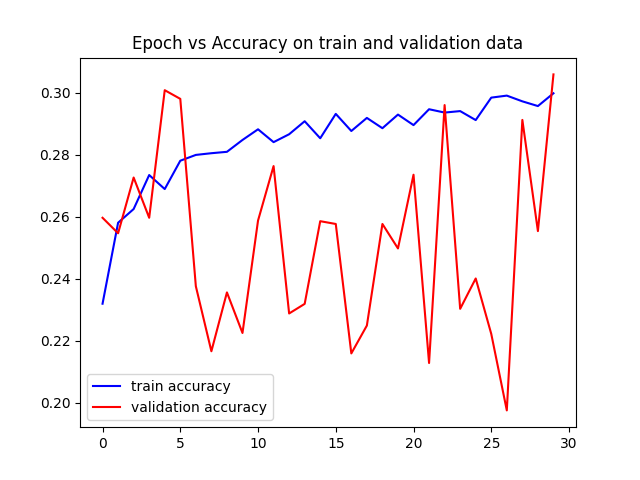 Epoch vs Accuracy on train and validation data
0.30
0.28
0.26
0.24
0.22
0.20
train accuracy
validation accuracy
0 5 10 15 20 25 30